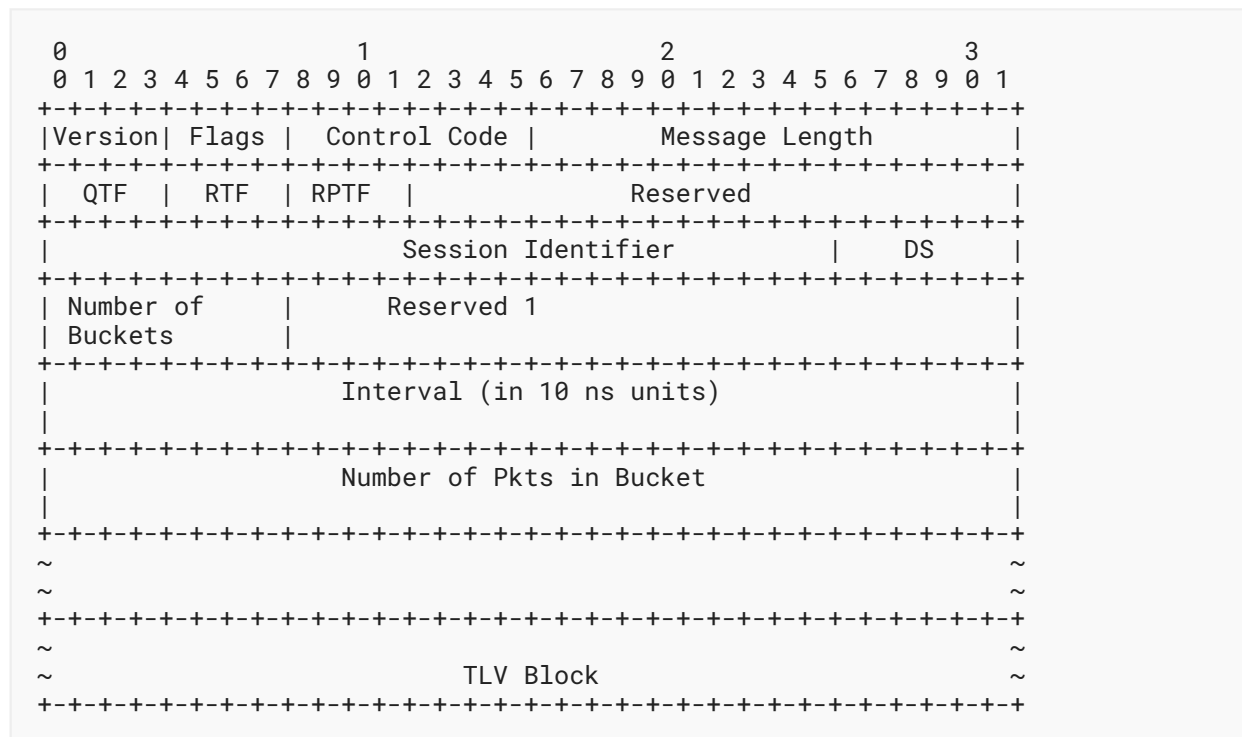 0                   1                   2                   3
 0 1 2 3 4 5 6 7 8 9 0 1 2 3 4 5 6 7 8 9 0 1 2 3 4 5 6 7 8 9 0 1
+-+-+-+-+-+-+-+-+-+-+-+-+-+-+-+-+-+-+-+-+-+-+-+-+-+-+-+-+-+-+-+-+
|Version| Flags |  Control Code |        Message Length         |
+-+-+-+-+-+-+-+-+-+-+-+-+-+-+-+-+-+-+-+-+-+-+-+-+-+-+-+-+-+-+-+-+
|  QTF  |  RTF  | RPTF  |              Reserved                 |
+-+-+-+-+-+-+-+-+-+-+-+-+-+-+-+-+-+-+-+-+-+-+-+-+-+-+-+-+-+-+-+-+
|                       Session Identifier          |    DS     |
+-+-+-+-+-+-+-+-+-+-+-+-+-+-+-+-+-+-+-+-+-+-+-+-+-+-+-+-+-+-+-+-+
| Number of     |      Reserved 1                               |
| Buckets       |                                               |
+-+-+-+-+-+-+-+-+-+-+-+-+-+-+-+-+-+-+-+-+-+-+-+-+-+-+-+-+-+-+-+-+
|                   Interval (in 10 ns units)                   |
|                                                               |
+-+-+-+-+-+-+-+-+-+-+-+-+-+-+-+-+-+-+-+-+-+-+-+-+-+-+-+-+-+-+-+-+
|                   Number of Pkts in Bucket                    |
|                                                               |
+-+-+-+-+-+-+-+-+-+-+-+-+-+-+-+-+-+-+-+-+-+-+-+-+-+-+-+-+-+-+-+-+
~                                                               ~
~                                                               ~
+-+-+-+-+-+-+-+-+-+-+-+-+-+-+-+-+-+-+-+-+-+-+-+-+-+-+-+-+-+-+-+-+
~                                                               ~
~                           TLV Block                           ~
+-+-+-+-+-+-+-+-+-+-+-+-+-+-+-+-+-+-+-+-+-+-+-+-+-+-+-+-+-+-+-+-+